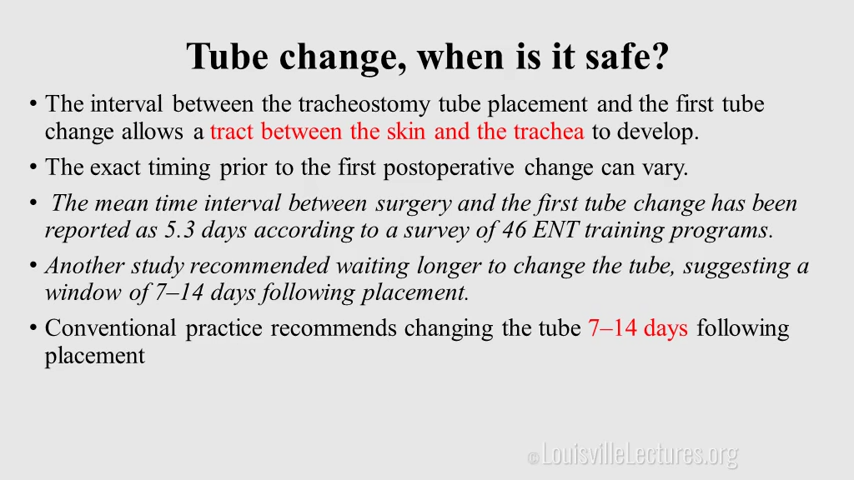 Tube change, when is it safe?
• The interval between the tracheostomy tube placement and the first tube
change allows a tract between the skin and the trachea to develop.
• The exact timing prior to the first postoperative change can vary.
• The mean time interval between surgery and the first tube change has been
reported as 5.3 days according to a survey of 46 ENT training programs.
• Another study recommended waiting longer to change the tube, suggesting a
window of 7–14 days following placement.
• Conventional practice recommends changing the tube 7–14 days following
placement
©LouisvilleLectures.org